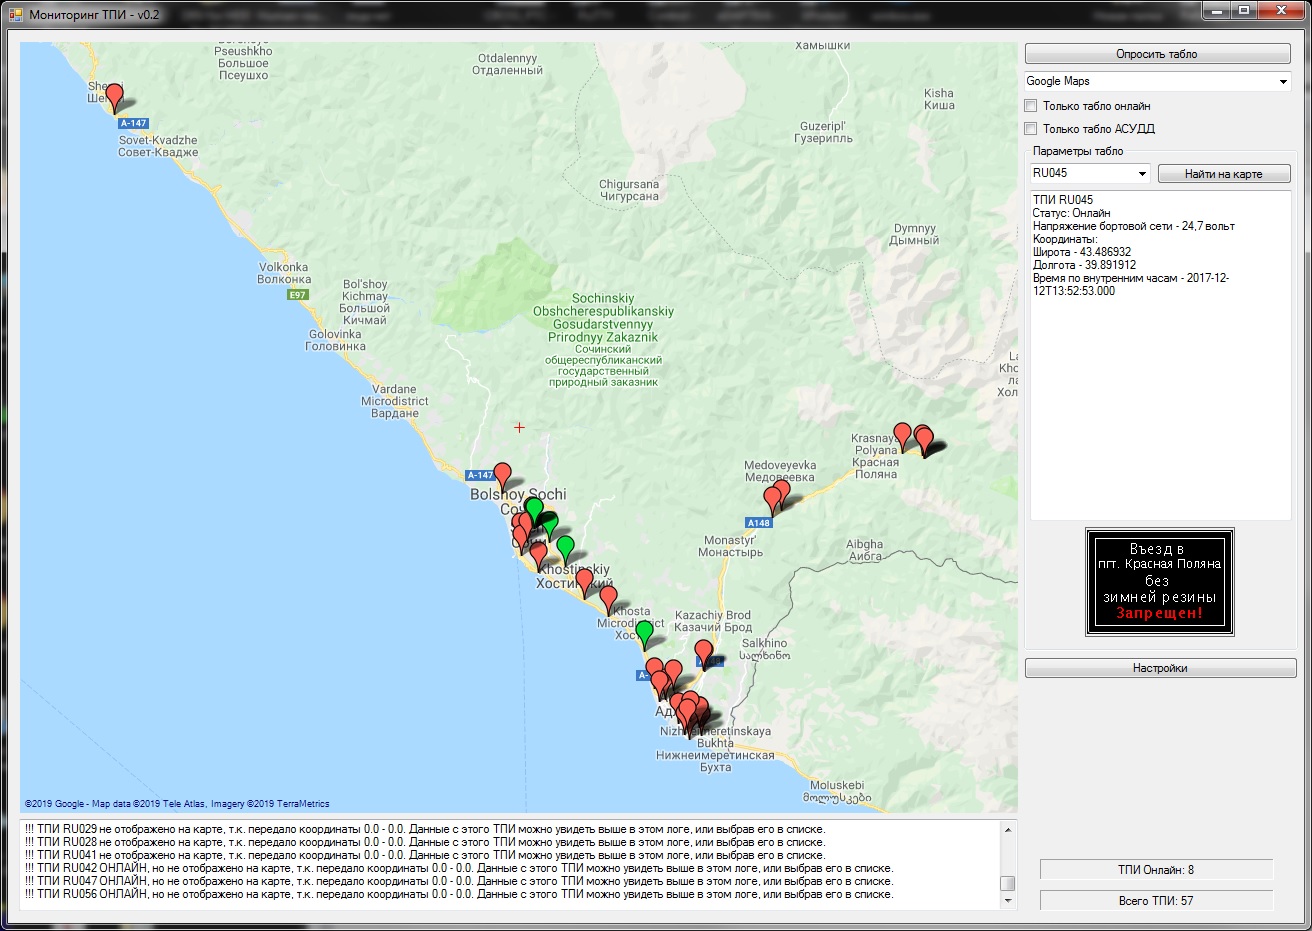 Мониторинг ТПИ - v0.2
Pseushkho
Большое
Псеушхо
Otdalennyy
Отдаленный
Хамышки
Kisha
Киша
Guzeripl'
Гузерипль
A-147
Sovet-Kvadzhe
Совет-Квадже
Chigursana
Чигурсана
Dymnyy
Дымный
Volkonka
Волконка
E97
Bol'shoy
Kichmay
Большой
Кичмай
Golovinka
Головинка
Sochinskiy
Obshcherespublikanskiy
Gosudarstvennyy
Prirodnyy Zakaznik
Сочинский
общереспубликанский
государственный
природный заказник
Vardane
Microdistrict
Вардане
Krasnaya
Polyana
Красная
Поляна
Medoveyevka
Медовеевка
A-147
Bolshoy Sochi
A148
Monastyr'
Монастырь
Aibgha
Аибга
Khostinskiy
Khosta
Microdistrict
Kazachiy Brod
Казачий Брод
Salkhino
სალხინო
Bukhta
Нижнеимеретинская
Бухта
Moluskebi
მოლუსკები
©2019 Google - Map data ©2019 Tele Atlas, Imagery ©2019 TerraMetrics
!!! ТПИ RU029 не отображено на карте, т.к. передало координаты 0.0 - 0.0. Данные с этого ТПИ можно увидеть выше в этом логе, или выбрав его в списке.
!!! ТПИ RU028 не отображено на карте, т.к. передало координаты 0.0 - 0.0. Данные с этого ТПИ можно увидеть выше в этом логе, или выбрав его в списке.
!!! ТПИ RU041 не отображено на карте, т.к. передало координаты 0.0 - 0.0. Данные с этого ТПИ можно увидеть выше в этом логе, или выбрав его в списке.
!!! ТПИ RU042 ОНЛАЙН, но не отображено на карте, т.к. передало координаты 0.0 - 0.0. Данные с этого ТПИ можно увидеть выше в этом логе, или выбрав его в списке.
!!! ТПИ RU047 ОНЛАЙН, но не отображено на карте, т.к. передало координаты 0.0 - 0.0. Данные с этого ТПИ можно увидеть выше в этом логе, или выбрав его в списке.
!!! ТПИ RU056 ОНЛАЙН, но не отображено на карте, т.к. передало координаты 0.0 - 0.0. Данные с этого ТПИ можно увидеть выше в этом логе, или выбрав его в списке.
Опросить табло
Google Maps
Только табло онлайн
Только табло АСУДД
Параметры табло
RU045
Найти на карте
ТПИ RU045
Статус: Онлайн
Напряжение бортовой сети - 24,7 вольт
Координаты:
Широта - 43.486932
Долгота - 39.891912
Время по внутренним часам - 2017-12-
12T13:52:53.000
Въезд в
пгт. Красная Поляна
без
зимней резины
Запрещен!
Настройки
ТПИ Онлайн: 8
Всего ТПИ: 57